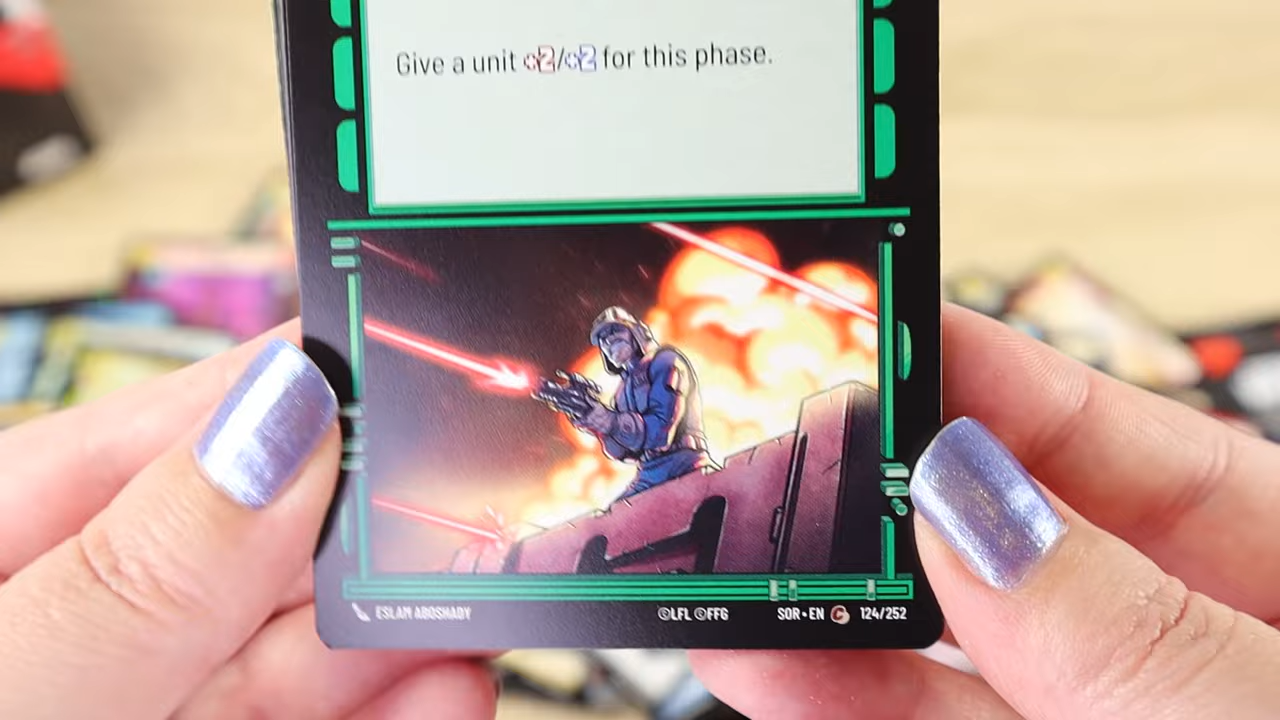 Give a unit +2/+2 for this phase.
ESLAM ABOSHADY ©LFL ©FFG SOR•EN C 124/252